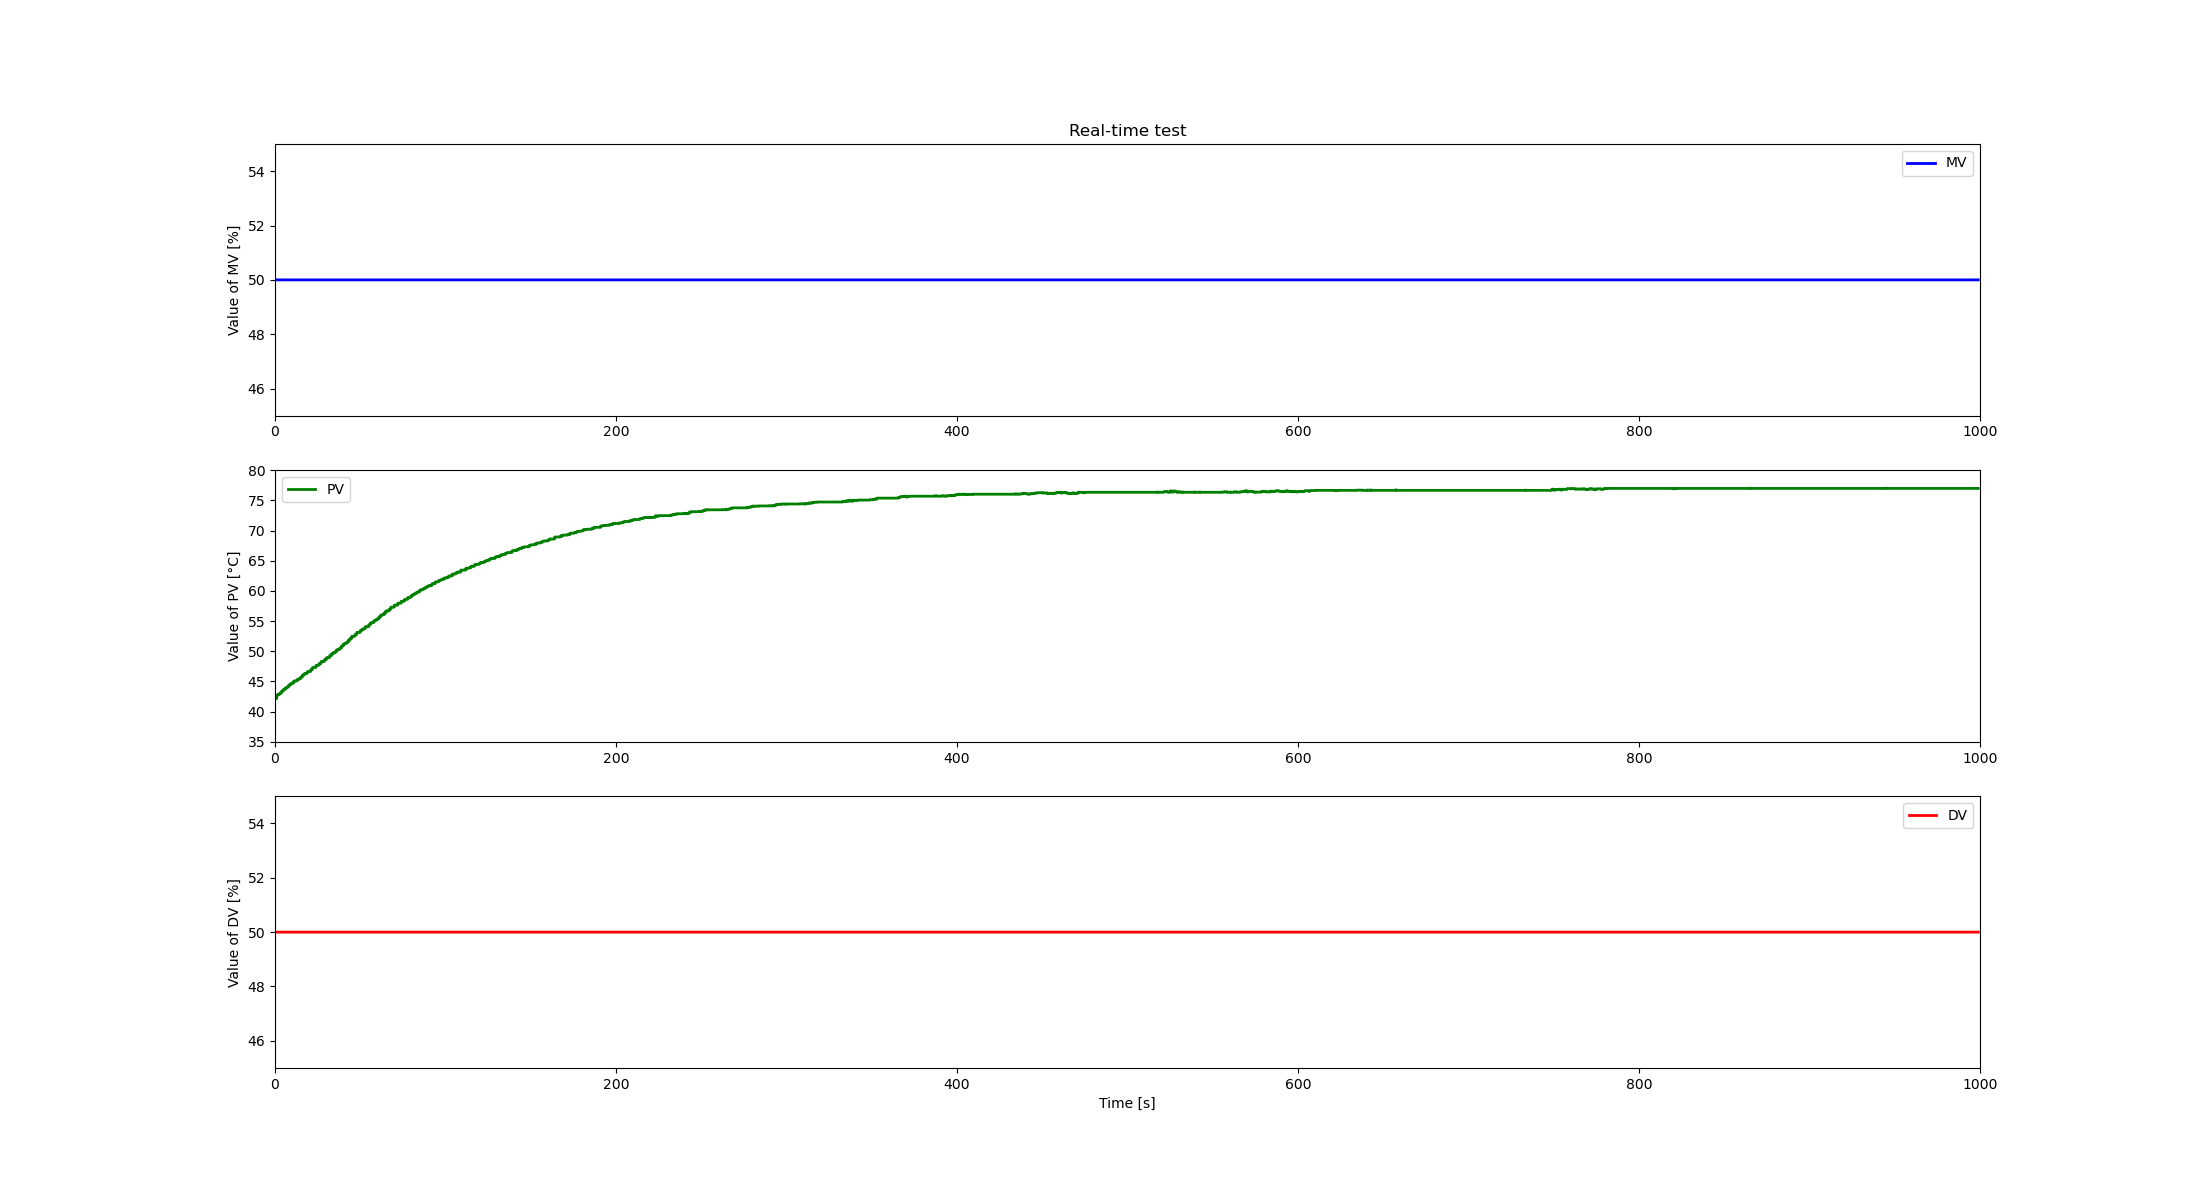 Real-time test
Value of MV [%]
54
52
50
48
46
MV
0 200 400 600 800 1000
Value of PV [°C]
80
75
70
65
60
55
50
45
40
35
PV
0 200 400 600 800 1000
Value of DV [%]
54
52
50
48
46
DV
0 200 400 600 800 1000
Time [s]